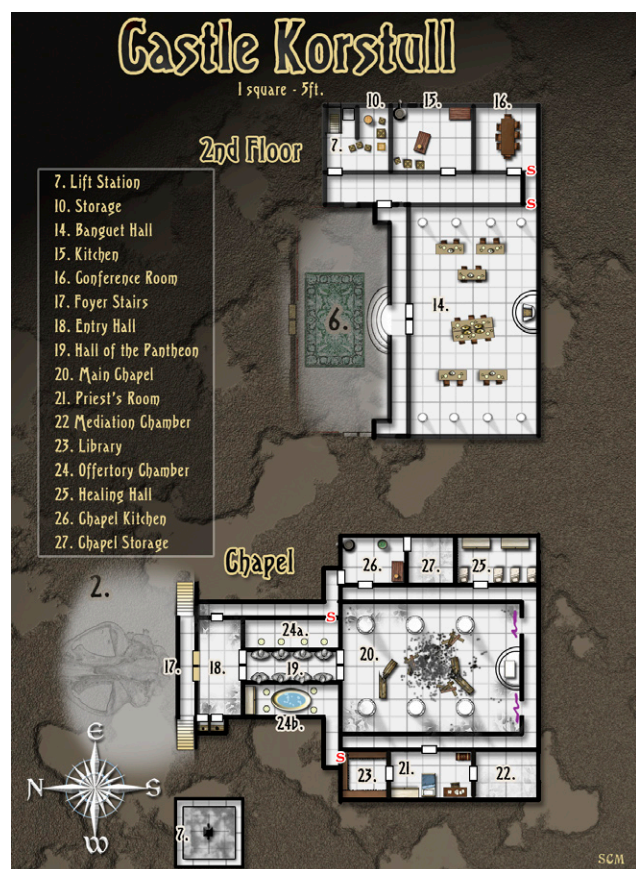 Castle Korstull
1 square - 5ft.
2nd Floor
10.
15.
16.
7.
S
S
7. Lift Station
10. Storage
14. Banguet Hall
15. Kitchen
16. Conference Room
17. Foyer Stairs
18. Entry Hall
19. Hall of the Pantheon
20. Main Chapel
21. Priest's Room
22 Mediation Chamber
23. Library
24. Offertory Chamber
25. Healing Hall
26. Chapel Kitchen
27. Chapel Storage
6.
14.
Chapel
26.
27.
25.
2.
S
24a.
17.
18.
19.
20.
24b.
S
23.
21.
22.
E
N
S
W
7.
SCM